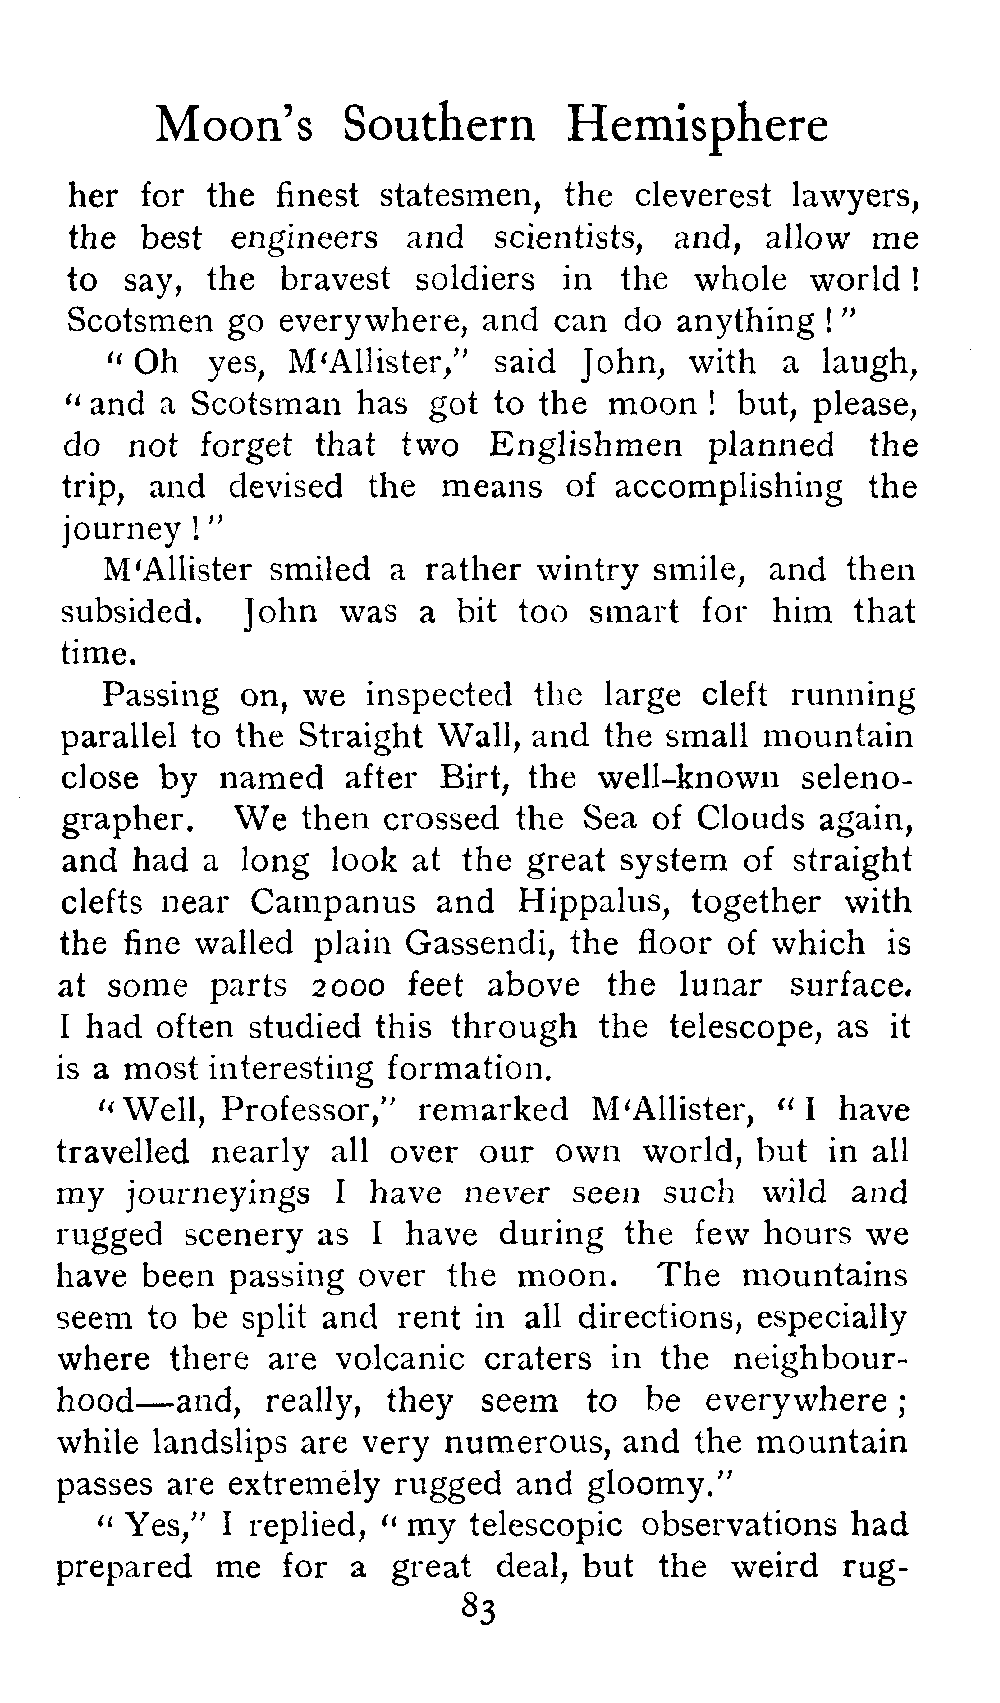 Moon's Southern Hemisphere
her for the finest statesmen, the cleverest lawyers,
the best engineers and scientists, and, allow me
to say, the bravest soldiers in the whole world !
Scotsmen go everywhere, and can do anything ! "
" Oh yes, M'Allister," said John, with a laugh,
" and a Scotsman has got to the moon ! but, please,
do not forget that two Englishmen planned the
trip, and devised the means of accomplishing the
journey ! "
M'Allister smiled a rather wintry smile, and then
subsided. John was a bit too smart for him that
time.
Passing on, we inspected the large cleft running
parallel to the Straight Wall, and the small mountain
close by named after Birt, the well-known seleno-
grapher. We then crossed the Sea of Clouds again,
and had a long look at the great system of straight
clefts near Campanus and Hippalus, together with
the fine walled plain Gassendi, the floor of which is
at some parts 2000 feet above the lunar surface.
I had often studied this through the telescope, as it
is a most interesting formation.
" Well, Professor," remarked M'Allister, " I have
travelled nearly all over our own world, but in all
my journeyings I have never seen such wild and
rugged scenery as I have during the few hours we
have been passing over the moon. The mountains
seem to be split and rent in all directions, especially
where there are volcanic craters in the neighbour-
hood—and, really, they seem to be everywhere ;
while landslips are very numerous, and the mountain
passes are extremely rugged and gloomy."
" Yes," I replied, " my telescopic observations had
prepared me for a great deal, but the weird rug-
83